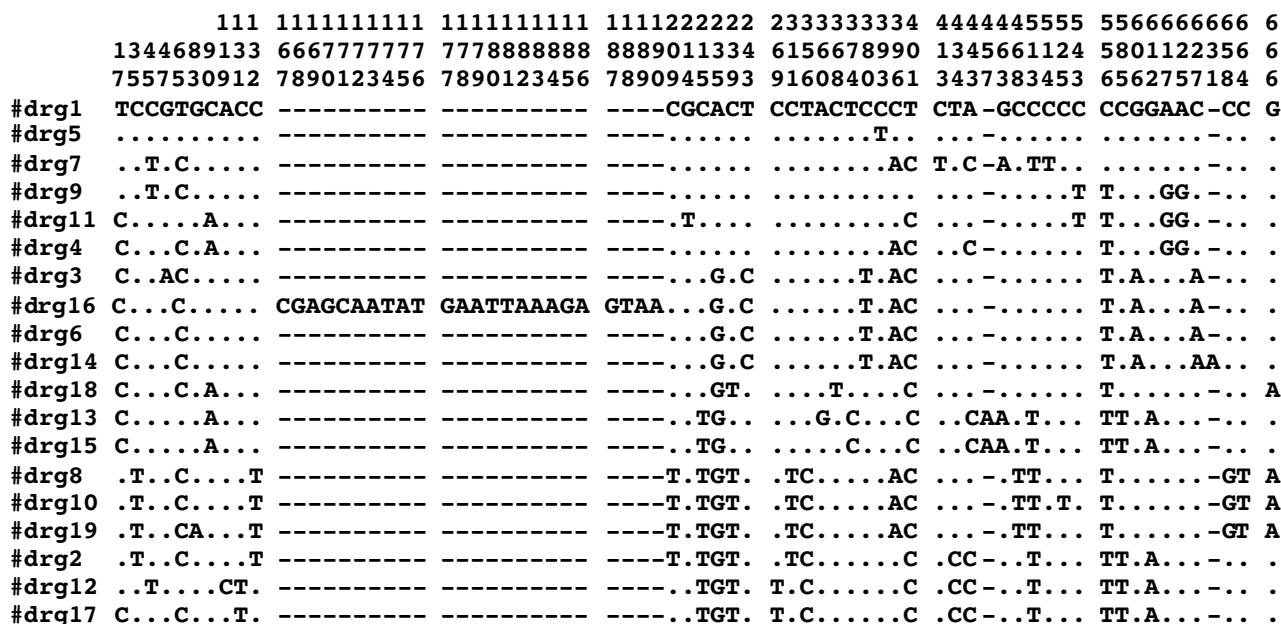 111 1111111111 1111111111 1111222222 2333333334 4444445555 5566666666 6
1344689133 6667777777 7778888888 8889011334 6156678990 1345661124 5801122356 6
7557530912 7890123456 7890123456 7890945593 9160840361 3437383453 6562757184 6
#drg1 TCCGTGCACC ---------- ---------- ----CGCACT CCTACTCCCT CTA-GCCCCC CCGGAAC-CC G
#drg5 .......... ---------- ---------- ----...... .......T.. ...-...... .......-.. .
#drg7 ..T.C..... ---------- ---------- ----...... ........AC T.C-A.TT.. .......-.. .
#drg9 ..T.C..... ---------- ---------- ----...... .......... ...-.....T T...GG.-.. .
#drg11 C.....A... ---------- ---------- ----.T.... .........C ...-.....T T...GG.-.. .
#drg4 C...C.A... ---------- ---------- ----...... ........AC ..C-...... T...GG.-.. .
#drg3 C..AC..... ---------- ---------- ----...G.C ......T.AC ...-...... T.A...A-.. .
#drg16 C...C..... CGAGCAATAT GAATTAAAGA GTAA...G.C ......T.AC ...-...... T.A...A-.. .
#drg6 C...C..... ---------- ---------- ----...G.C ......T.AC ...-...... T.A...A-.. .
#drg14 C...C..... ---------- ---------- ----...G.C ......T.AC ...-...... T.A...AA.. .
#drg18 C...C.A... ---------- ---------- ----...GT. ....T....C ...-...... T......-.. A
#drg13 C.....A... ---------- ---------- ----..TG.. ...G.C...C ..CAA.T... TT.A...-.. .
#drg15 C.....A... ---------- ---------- ----..TG.. .....C...C ..CAA.T... TT.A...-.. .
#drg8 .T..C....T ---------- ---------- ----T.TGT. .TC.....AC ...-.TT... T......-GT A
#drg10 .T..C....T ---------- ---------- ----T.TGT. .TC.....AC ...-.TT.T. T......-GT A
#drg19 .T..CA...T ---------- ---------- ----T.TGT. .TC.....AC ...-.TT... T......-GT A
#drg2 .T..C....T ---------- ---------- ----T.TGT. .TC......C .CC-..T... TT.A...-.. .
#drg12 ..T....CT. ---------- ---------- ----..TGT. T.C......C .CC-..T... TT.A...-.. .
#drg17 C...C...T. ---------- ---------- ----..TGT. T.C......C .CC-..T... TT.A...-.. .